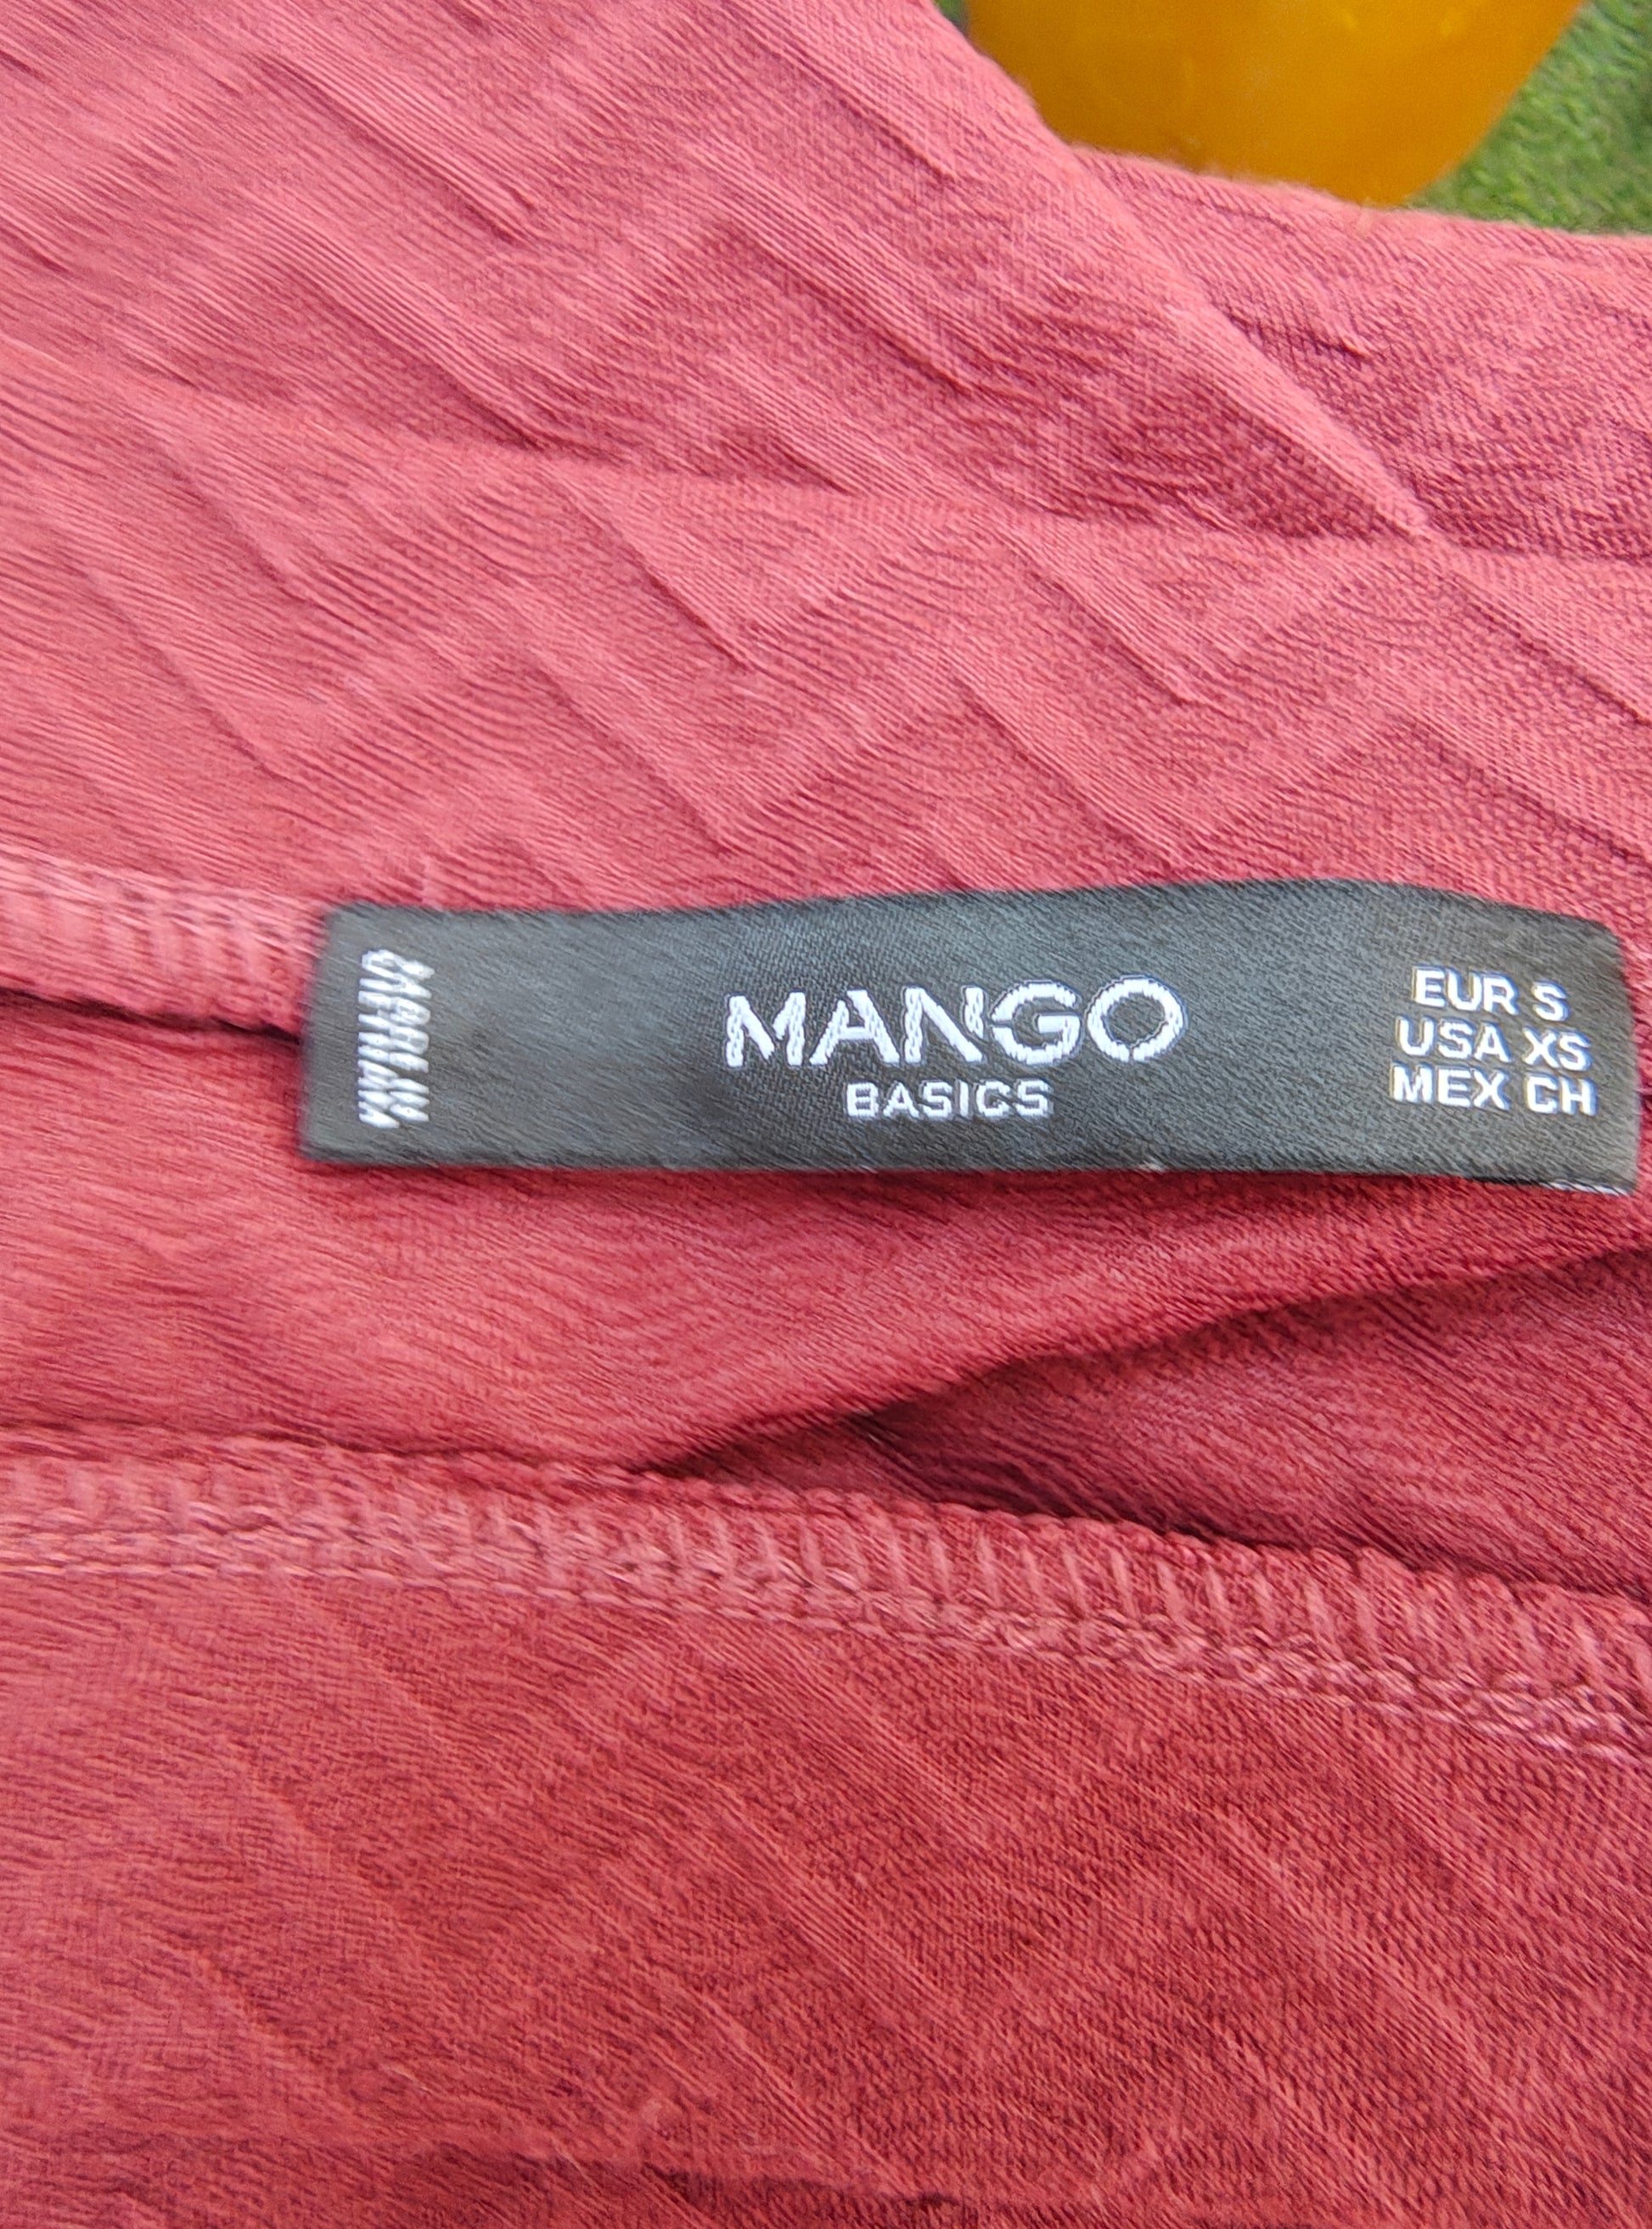 MANGO
BASICS
EUR S
USA XS
MEX CH